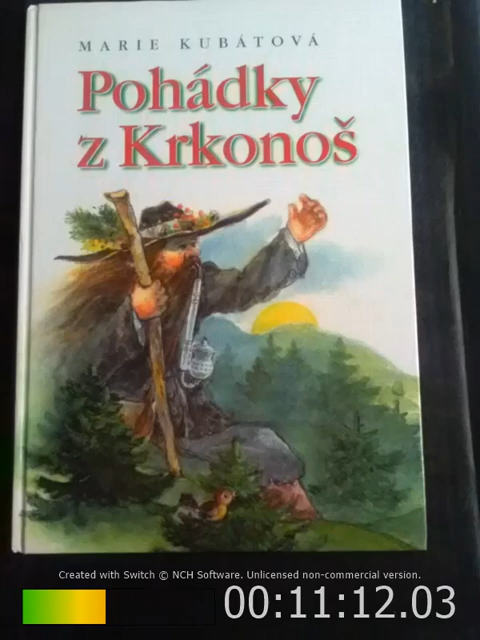 MARIE KUBÁTOVÁ
Pohádky
z Krkonoš
Created with Switch © NCH Software. Unlicensed non-commercial version.
00:11:12.03